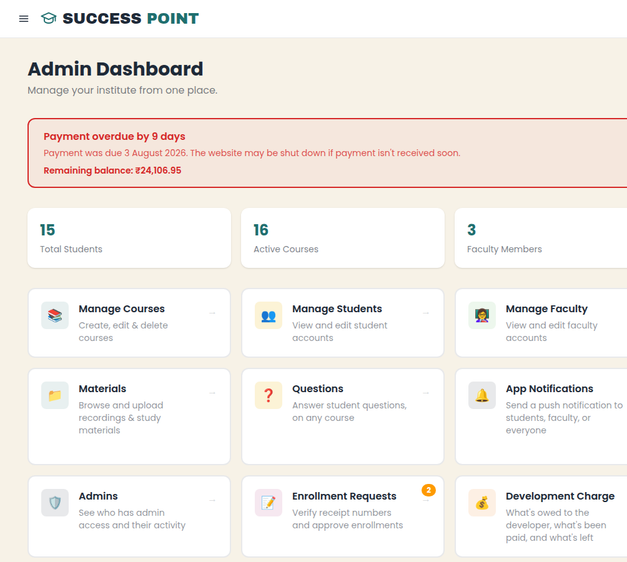 SUCCESS POINT
Admin Dashboard
Manage your institute from one place.
Payment overdue by 9 days
Payment was due 3 August 2026. The website may be shut down if payment isn't received soon.
Remaining balance: ₹24,106.95
15
Total Students
16
Active Courses
3
Faculty Members
Manage Courses
Create, edit & delete
courses
Manage Students
View and edit student
accounts
Manage Faculty
View and edit faculty
accounts
Materials
Browse and upload
recordings & study
materials
Questions
Answer student questions,
on any course
App Notifications
Send a push notification to
students, faculty, or
everyone
Admins
See who has admin
access and their activity
Enrollment Requests
2
Verify receipt numbers
and approve enrollments
Development Charge
What's owed to the
developer, what's been
paid, and what's left